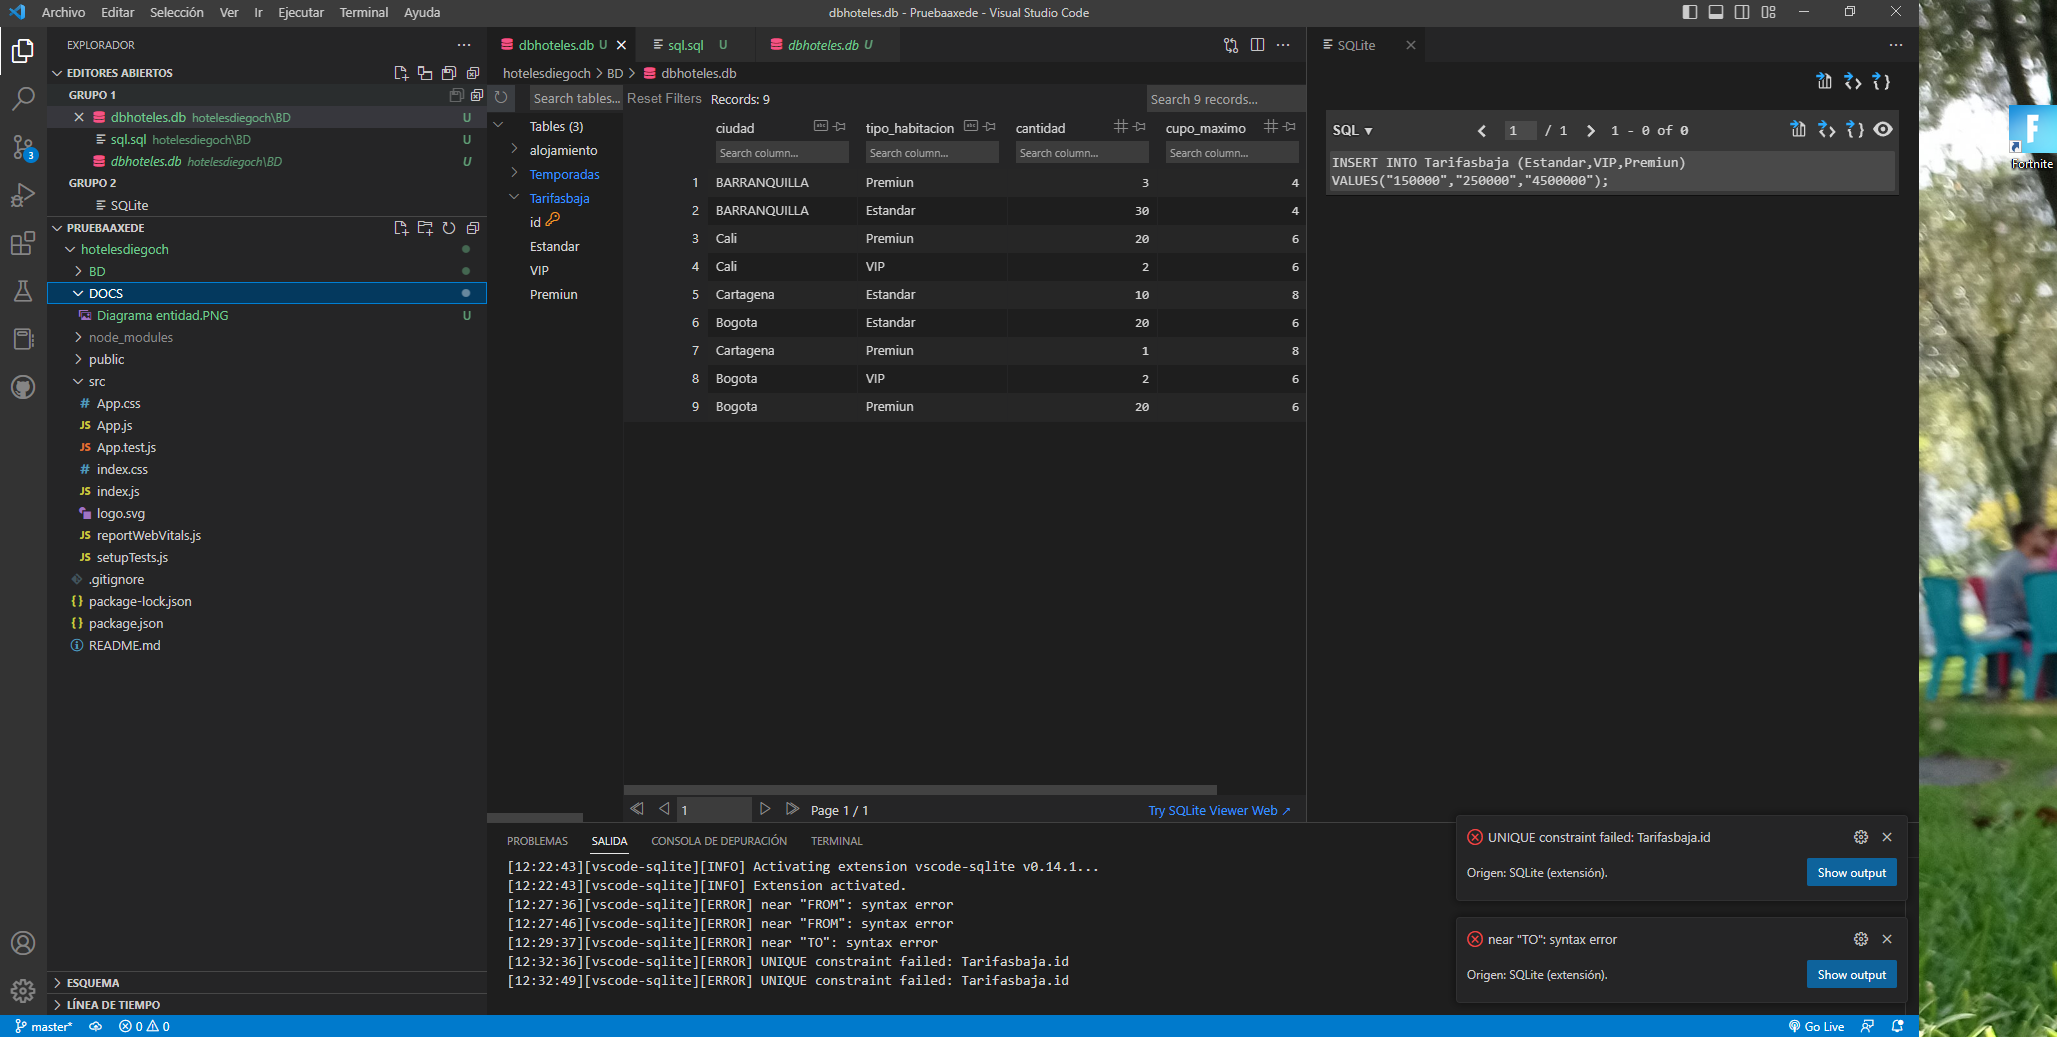 Archivo Editar Selección Ver Ir Ejecutar Terminal Ayuda
dbhoteles.db - Pruebaaxede - Visual Studio Code
EXPLORADOR
EDITORES ABIERTOS
GRUPO 1
dbhoteles.db hotelesdiegoch\BD U
sql.sql hotelesdiegoch\BD U
dbhoteles.db hotelesdiegoch\BD U
GRUPO 2
SQLite
PRUEBAAXEDE
hotelesdiegoch
BD
DOCS
Diagrama entidad.PNG U
node_modules
public
src
# App.css
JS App.js
JS App.test.js
# index.css
JS index.js
logo.svg
JS reportWebVitals.js
JS setupTests.js
.gitignore
{} package-lock.json
{} package.json
README.md
ESQUEMA
LÍNEA DE TIEMPO
3
dbhoteles.db U
sql.sql U
dbhoteles.db U
hotelesdiegoch > BD > dbhoteles.db
Search tables...
Reset Filters Records: 9
Search 9 records...
Tables (3)
alojamiento
Temporadas
Tarifasbaja
id
Estandar
VIP
Premiun
ciudad abc tipo_habitacion abc cantidad cupo_maximo
Search column... Search column... Search column... Search column...
1 BARRANQUILLA Premiun 3 4
2 BARRANQUILLA Estandar 30 4
3 Cali Premiun 20 6
4 Cali VIP 2 6
5 Cartagena Estandar 10 8
6 Bogota Estandar 20 6
7 Cartagena Premiun 1 8
8 Bogota VIP 2 6
9 Bogota Premiun 20 6
1 Page 1 / 1
Try SQLite Viewer Web ↗
SQLite
SQL ▾ 1 / 1 1 - 0 of 0
INSERT INTO Tarifasbaja (Estandar,VIP,Premiun)
VALUES("150000","250000","4500000");
PROBLEMAS SALIDA CONSOLA DE DEPURACIÓN TERMINAL
[12:22:43][vscode-sqlite][INFO] Activating extension vscode-sqlite v0.14.1...
[12:22:43][vscode-sqlite][INFO] Extension activated.
[12:27:36][vscode-sqlite][ERROR] near "FROM": syntax error
[12:27:46][vscode-sqlite][ERROR] near "FROM": syntax error
[12:29:37][vscode-sqlite][ERROR] near "TO": syntax error
[12:32:36][vscode-sqlite][ERROR] UNIQUE constraint failed: Tarifasbaja.id
[12:32:49][vscode-sqlite][ERROR] UNIQUE constraint failed: Tarifasbaja.id
UNIQUE constraint failed: Tarifasbaja.id
Origen: SQLite (extensión).
Show output
near "TO": syntax error
Origen: SQLite (extensión).
Show output
master*
0 0
Go Live
F
Fortnite